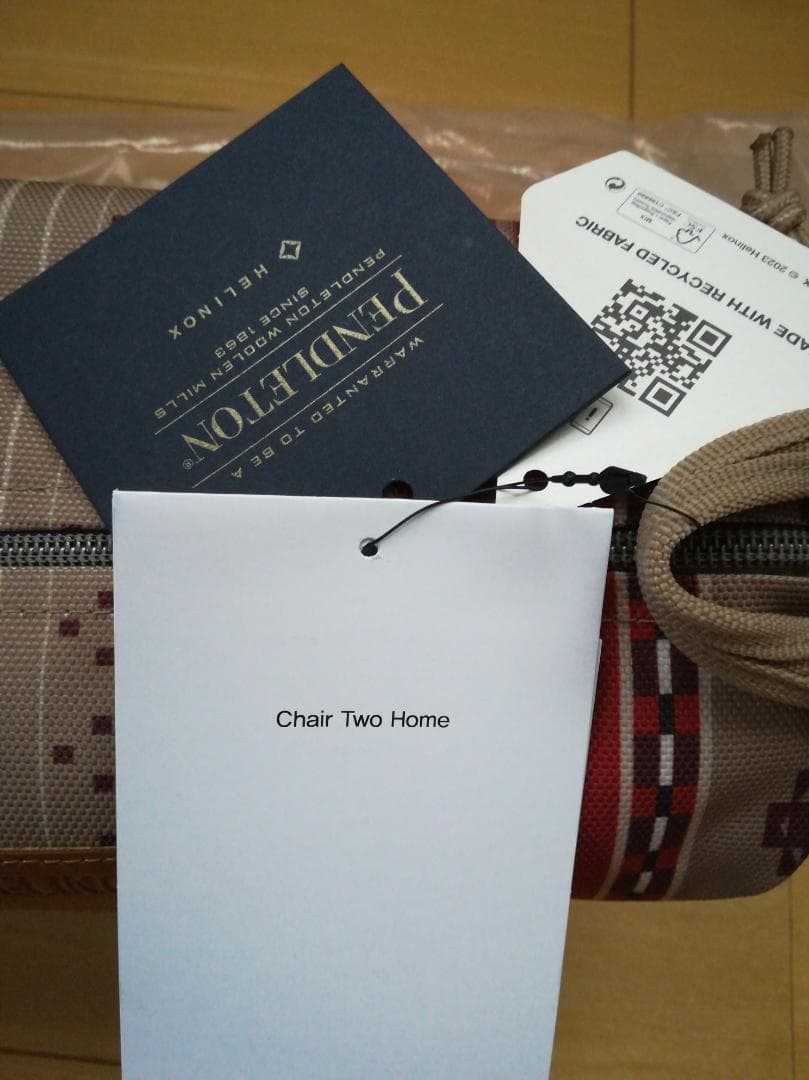 WARRANTED TO BE A
PENDLETON®
PENDLETON WOOLEN MILLS
SINCE 1863
HELINOX
© 2023 Helinox
ADE WITH RECYCLED FABRIC
MIX
Chair Two Home